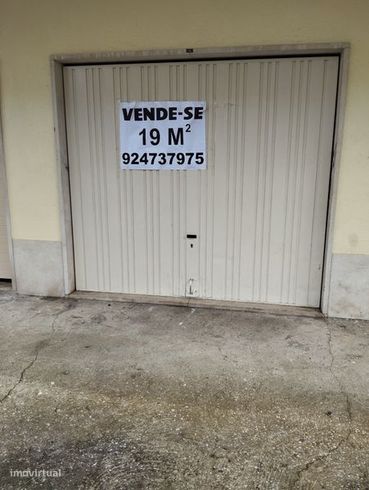 VENDE-SE
19 M²
924737975
imovirtual